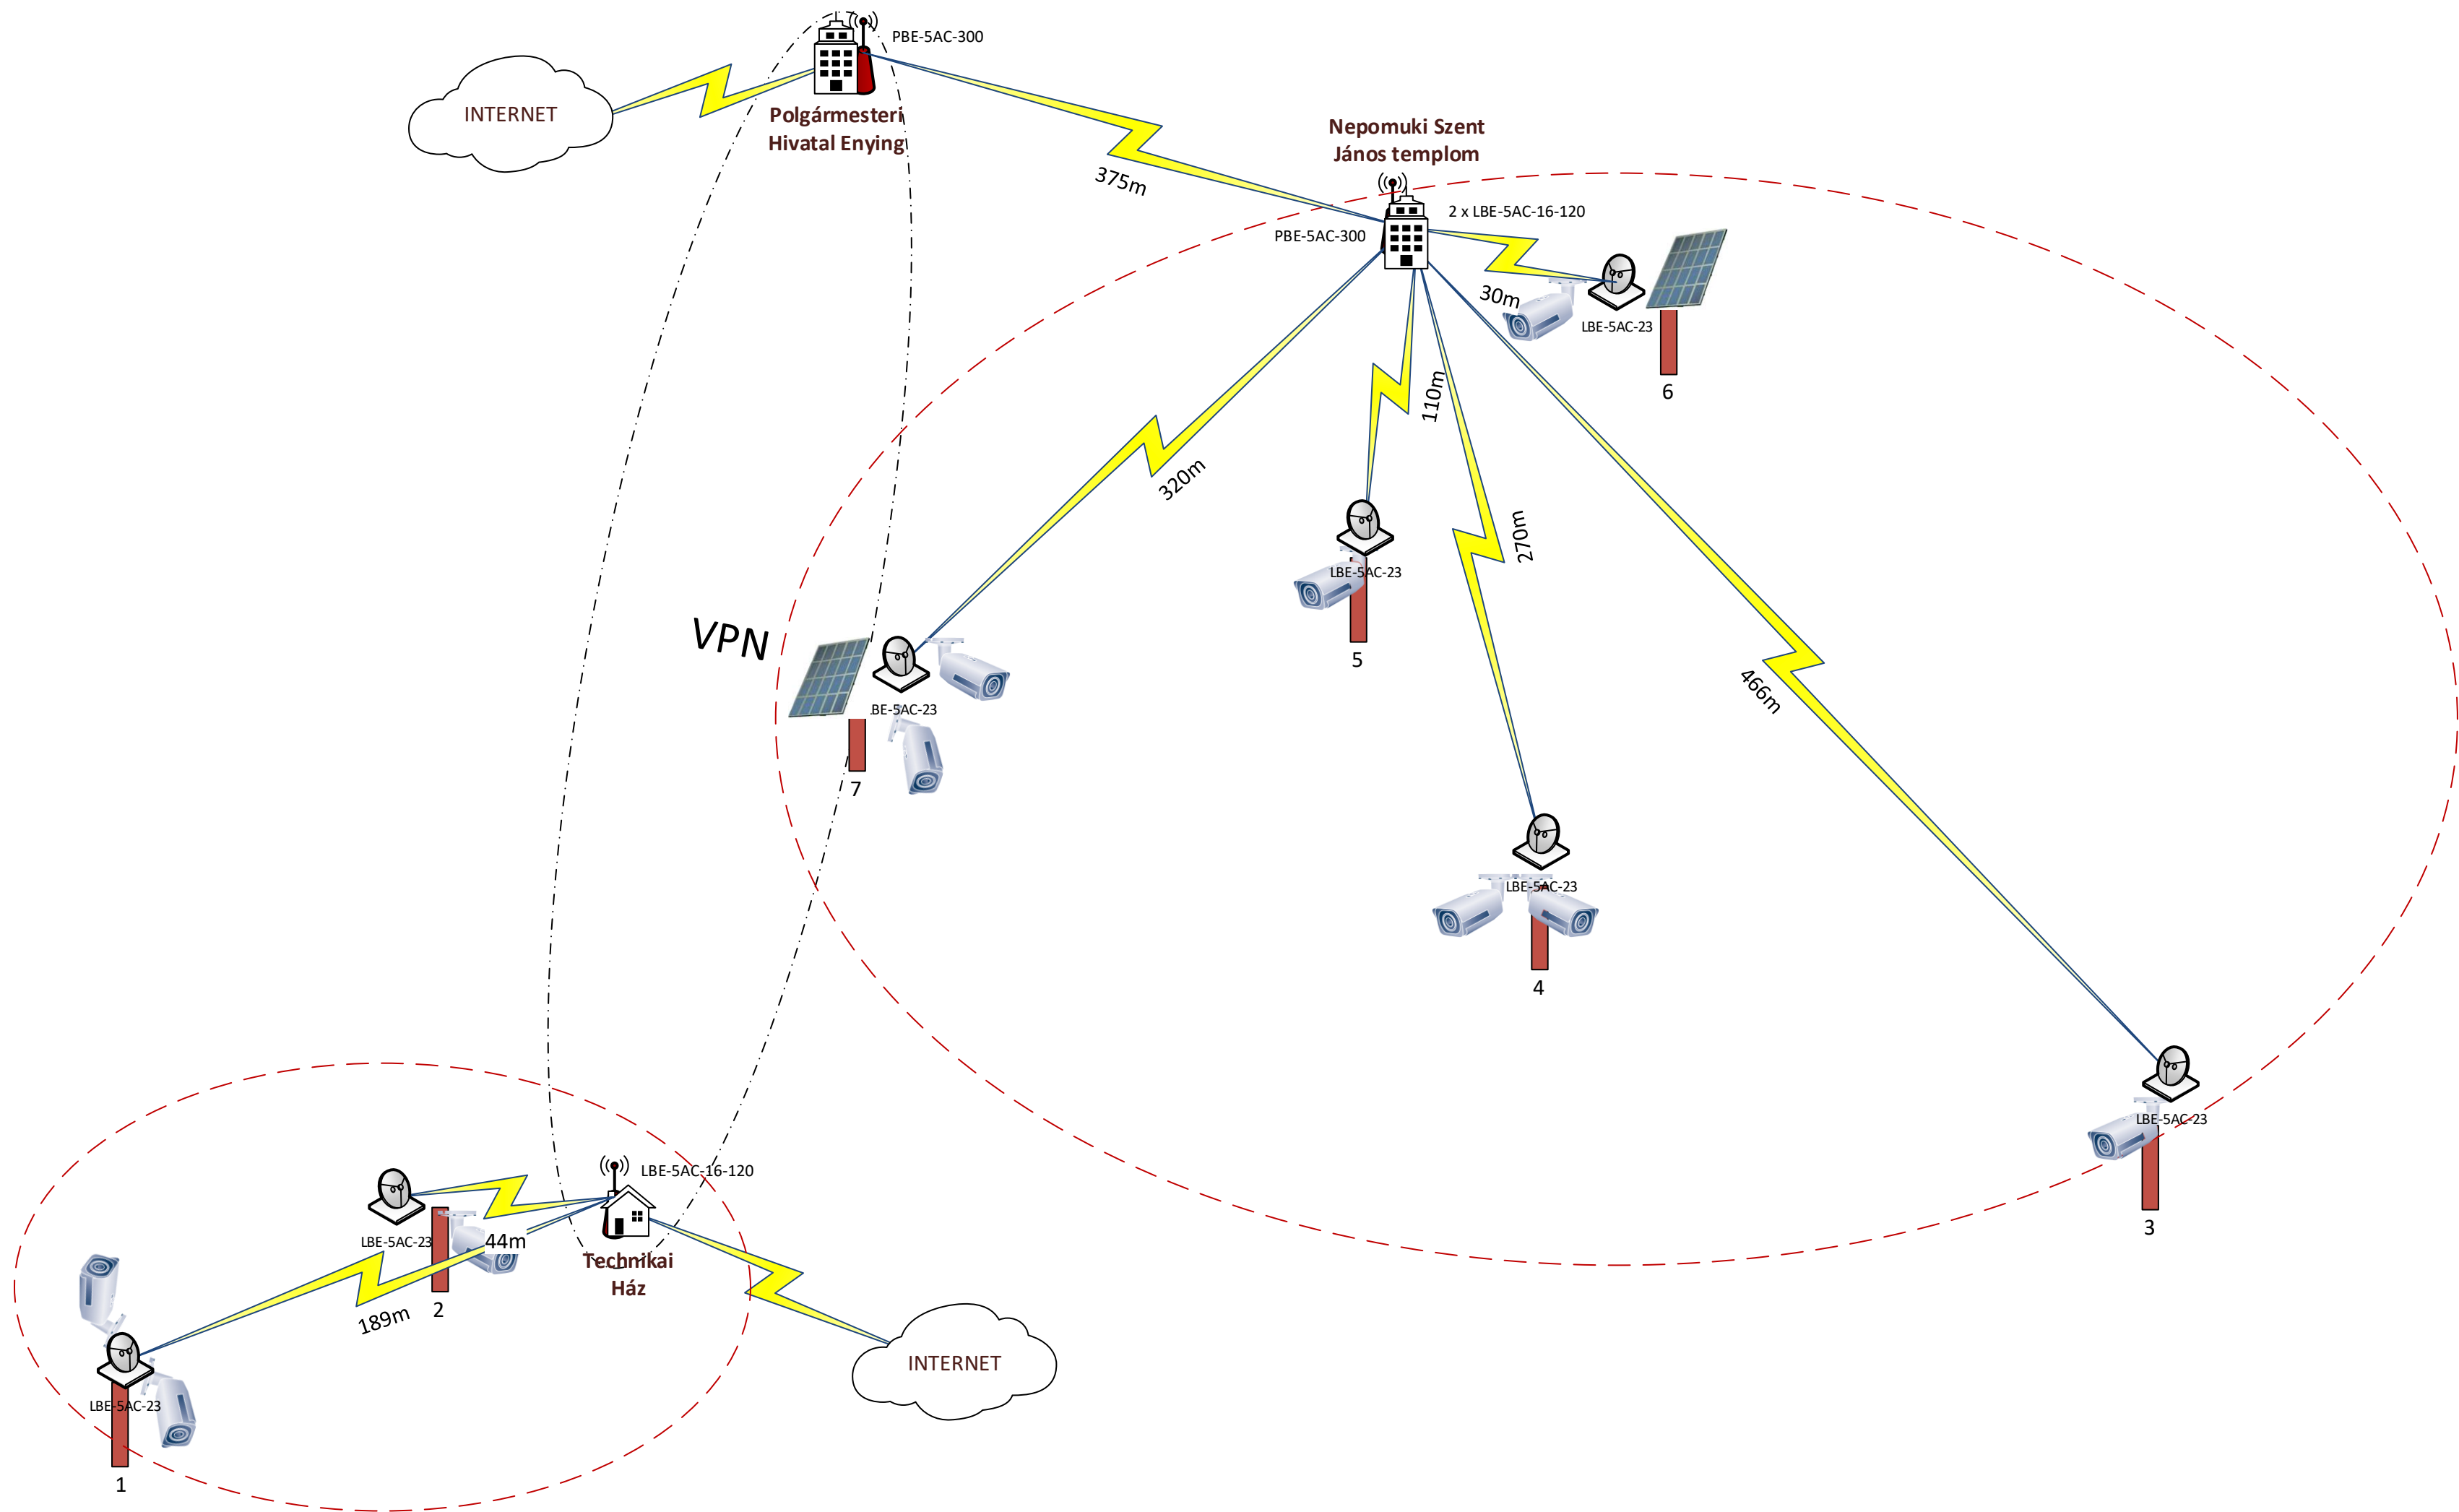 PBE-5AC-300
INTERNET
Polgármesteri
Hivatal Enying
Nepomuki Szent
János templom
375m
2 x LBE-5AC-16-120
PBE-5AC-300
30m
LBE-5AC-23
6
110m
320m
270m
LBE-5AC-23
5
VPN
466m
.BE-5AC-23
7
LBE-5AC-23
4
LBE-5AC-23
3
LBE-5AC-16-120
LBE-5AC-23
44m
Technikai
Ház
2
189m
INTERNET
LBE-5AC-23
1